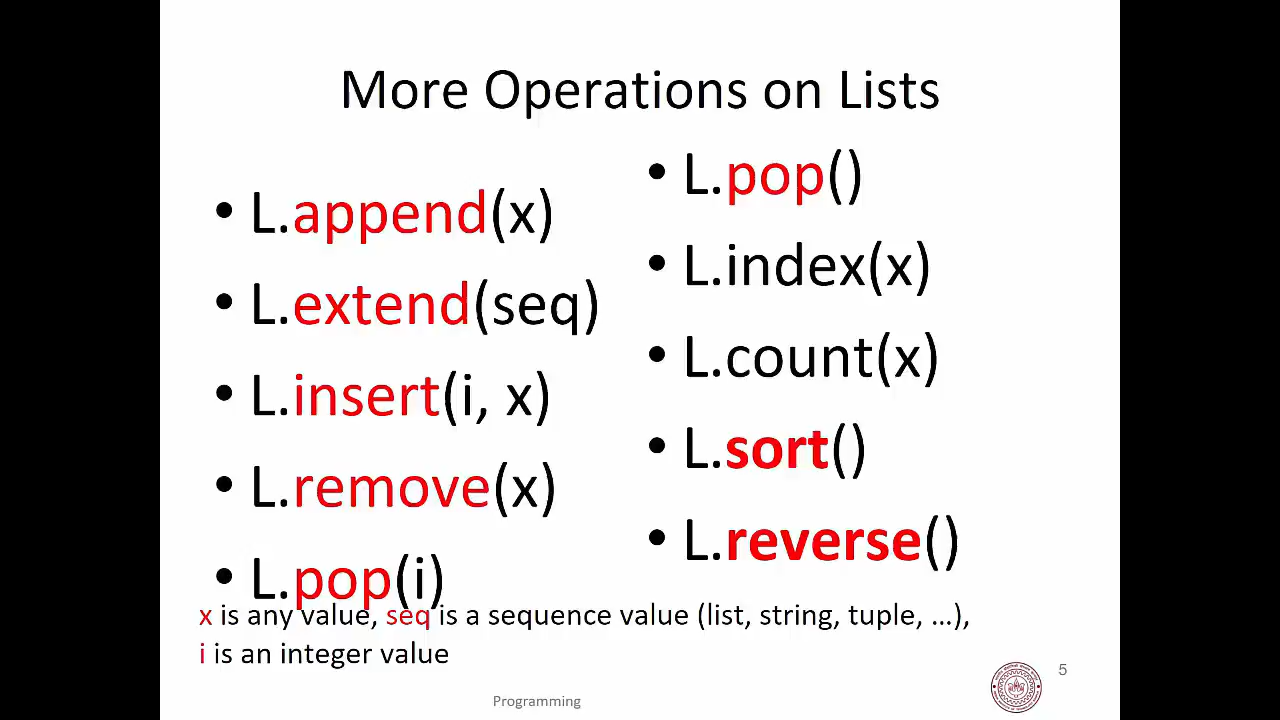 More Operations on Lists
• L.append(x)
• L.extend(seq)
• L.insert(i, x)
• L.remove(x)
• L.pop(i)
• L.pop()
• L.index(x)
• L.count(x)
• L.sort()
• L.reverse()
x is any value, seq is a sequence value (list, string, tuple, …),
i is an integer value
Programming
5